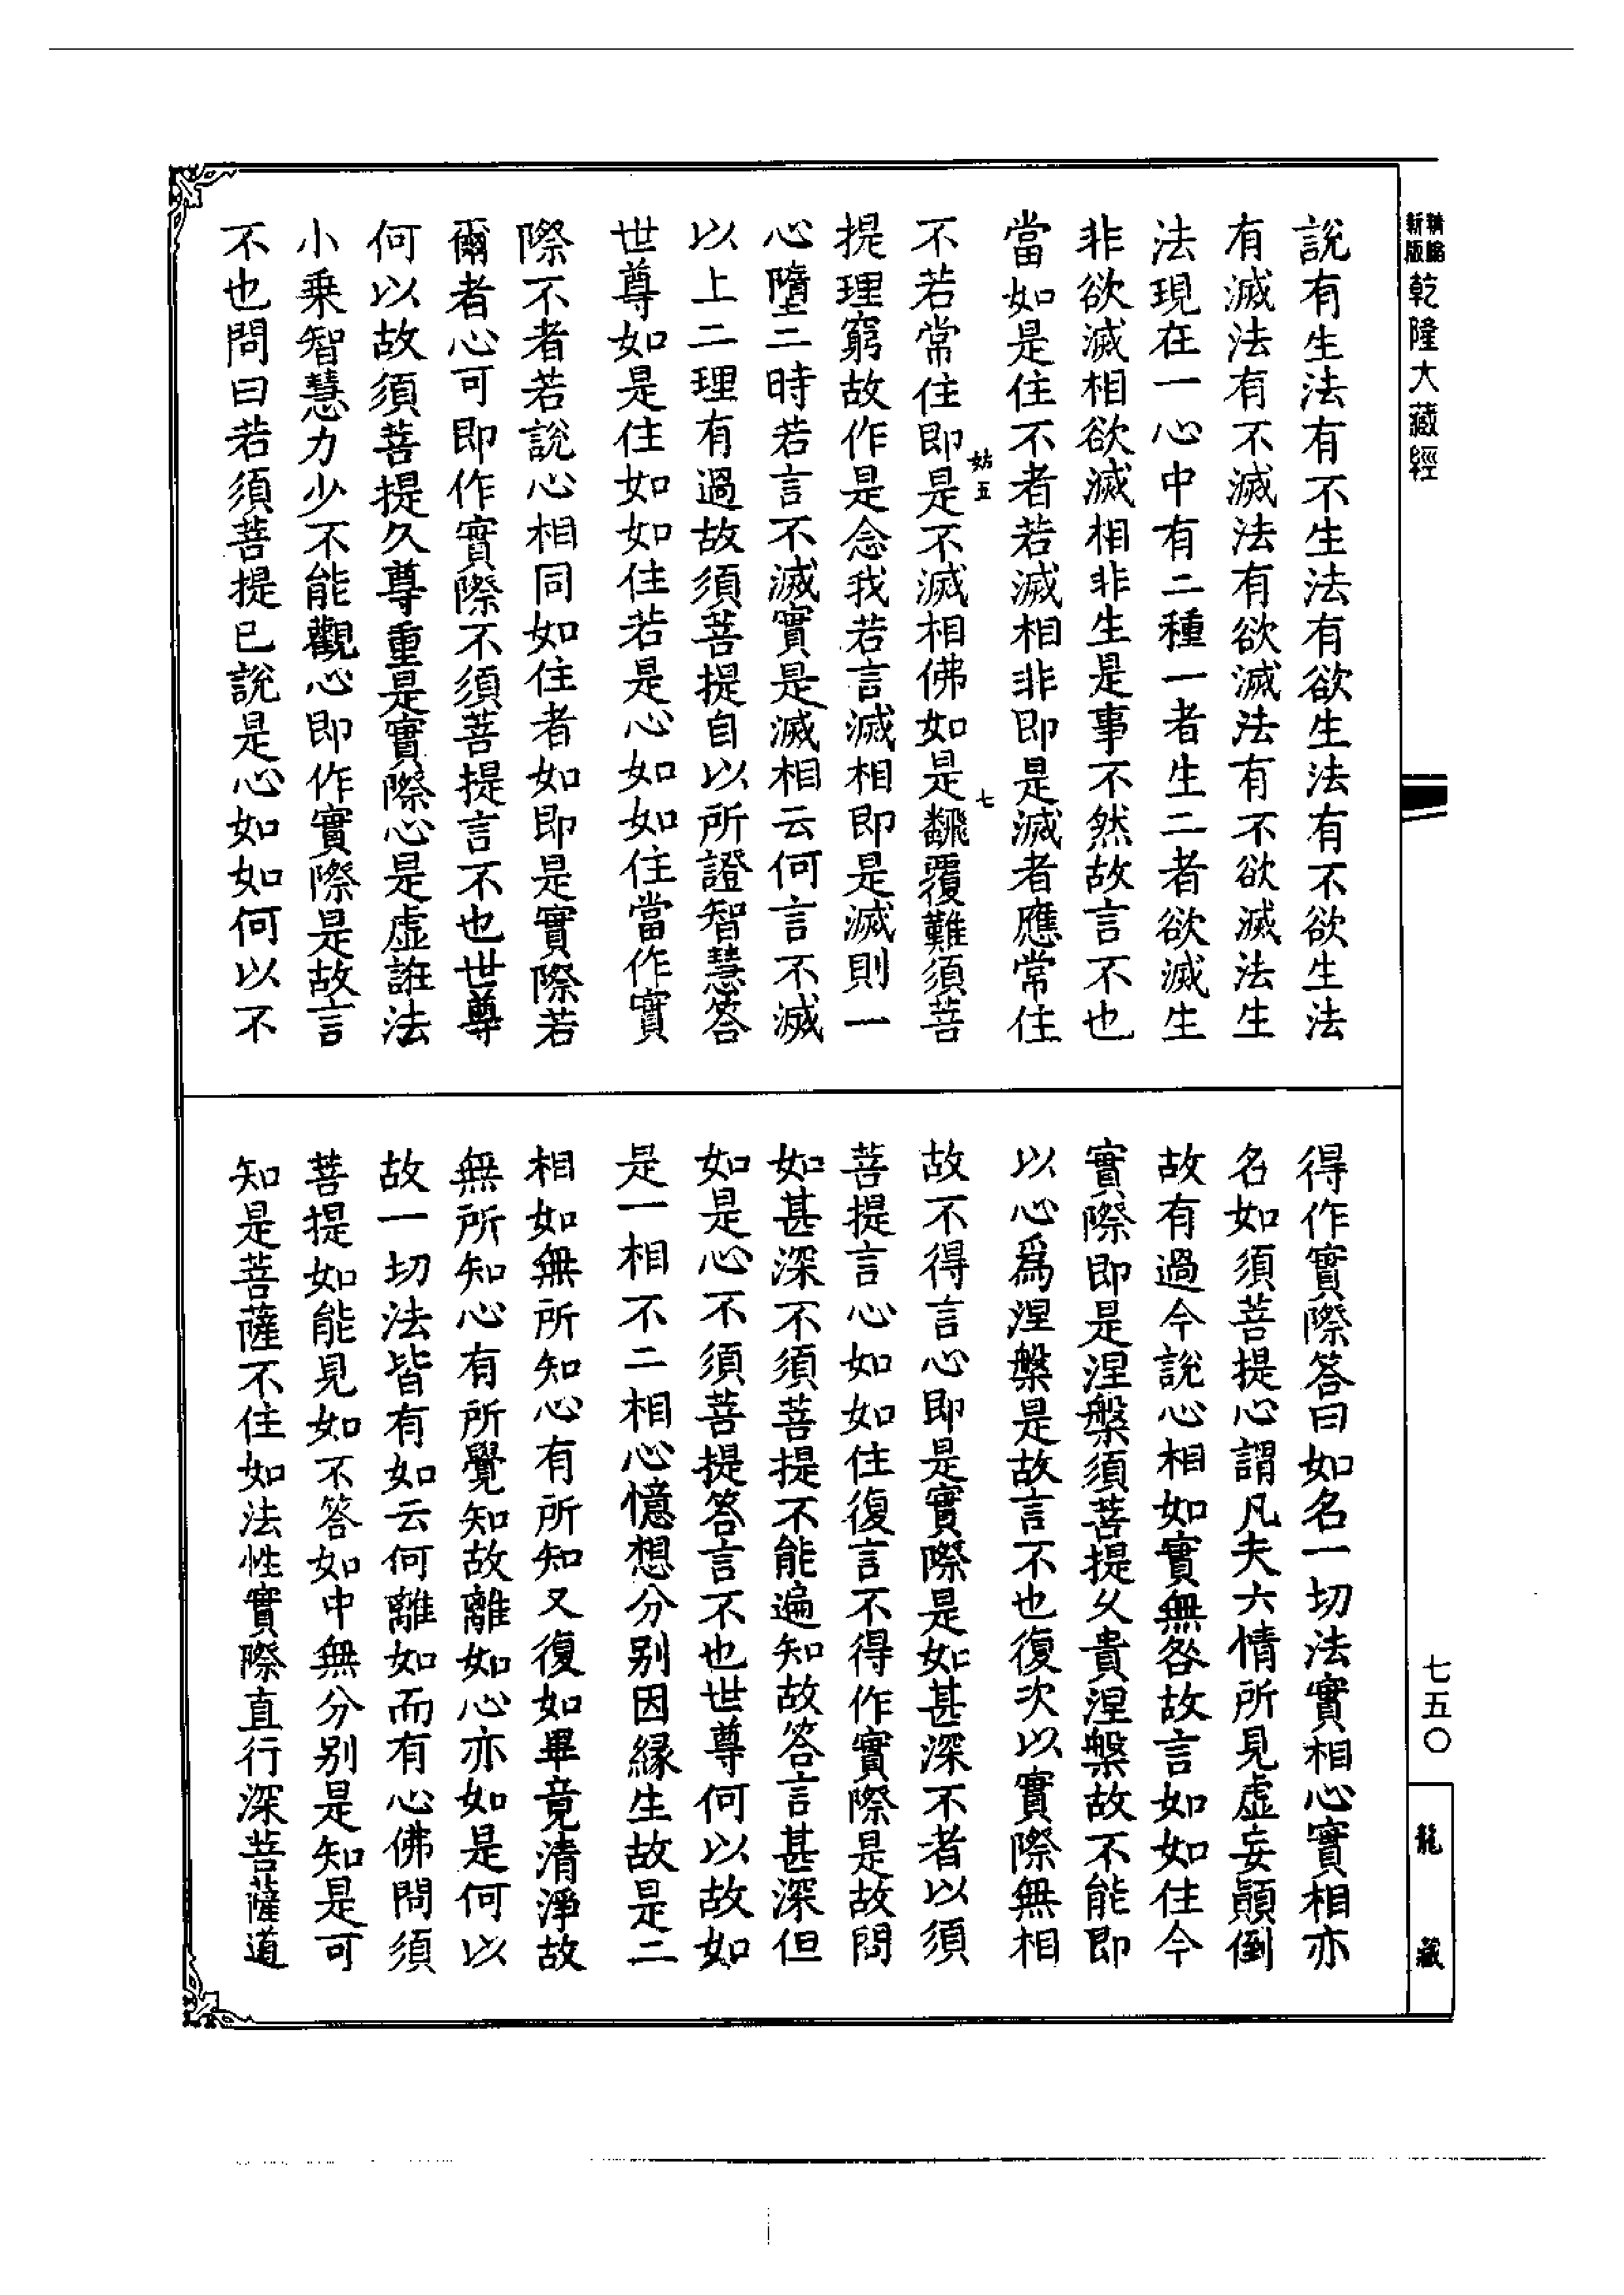 新版 精縮 乾隆大藏經
說有生法有不生法有欲生法有不欲生法
有滅法有不滅法有欲滅法有不欲滅法生
法現在一心中有二種一者生二者欲滅生
非欲滅相欲滅相非生是事不然故言不也
當如是住不者若滅相非即是滅者應常住
姑五 七
不若常住即是不滅相佛如是飜覆難須菩
提理窮故作是念我若言滅相即是滅則一
心墮二時若言不滅實是滅相云何言不滅
以上二理有過故須菩提自以所證智慧答
世尊如是住如如住若是心如如住當作實
際不者若說心相同如住者如即是實際若
爾者心可即作實際不須菩提言不也世尊
何以故須菩提久尊重是實際心是虛誑法
小乘智慧力少不能觀心即作實際是故言
不也問曰若須菩提已說是心如如何以不
得作實際答曰如名一切法實相心實相亦
名如須菩提心謂凡夫六情所見虛妄顚倒
故有過今說心相如實無咎故言如如住今
實際即是涅槃須菩提久貴涅槃故不能即
以心爲涅槃是故言不也復次以實際無相
故不得言心即是實際是如甚深不者以須
菩提言心如如住復言不得作實際是故問
如甚深不須菩提不能遍知故答言甚深但
如是心不須菩提答言不也世尊何以故如
是一相不二相心憶想分别因緣生故是二
相如無所知心有所知又復如畢竟清淨故
無所知心有所覺知故離如心亦如是何以
故一切法皆有如云何離如而有心佛問須
菩提如能見如不答如中無分别是知是可
知是菩薩不住如法性實際直行深菩薩道
七五〇
龍藏